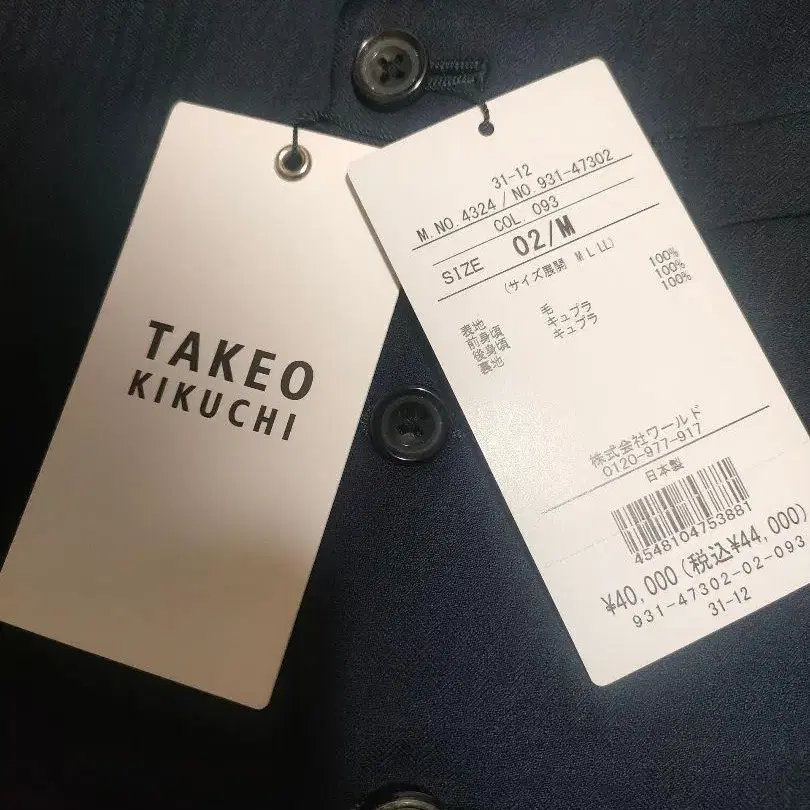 TAKEO
KIKUCHI
31-12
M.NO.4324 / NO.931-47302
COL. 093
SIZE 02/M
(サイズ展開 M L LL)
表地 毛 100%
前身頃 キュプラ 100%
後身頃 キュプラ 100%
裏地
株式会社ワールド
0120-977-917
日本製
4548104753881
¥40,000(税込¥44,000)
931-47302-02-093
31-12